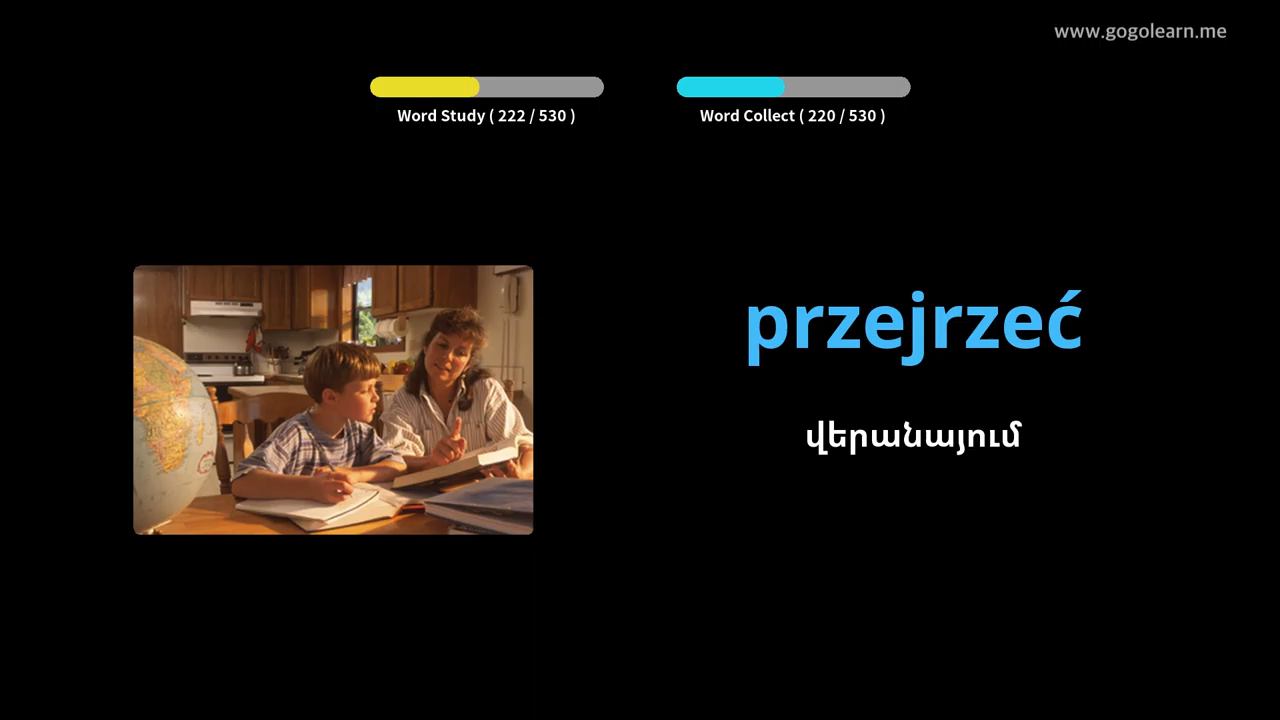 www.gogolearn.me
Word Study ( 222 / 530 )
Word Collect ( 220 / 530 )
przejrzeć
վերանայում